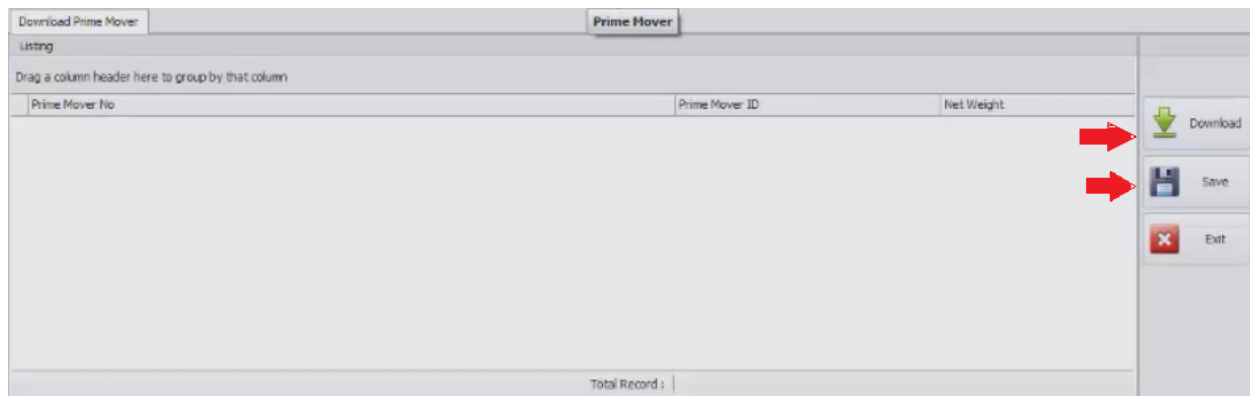 Download Prime Mover
Prime Mover
Listing
Drag a column header here to group by that column
Prime Mover No
Prime Mover ID
Net Weight
Download
Save
Exit
Total Record :